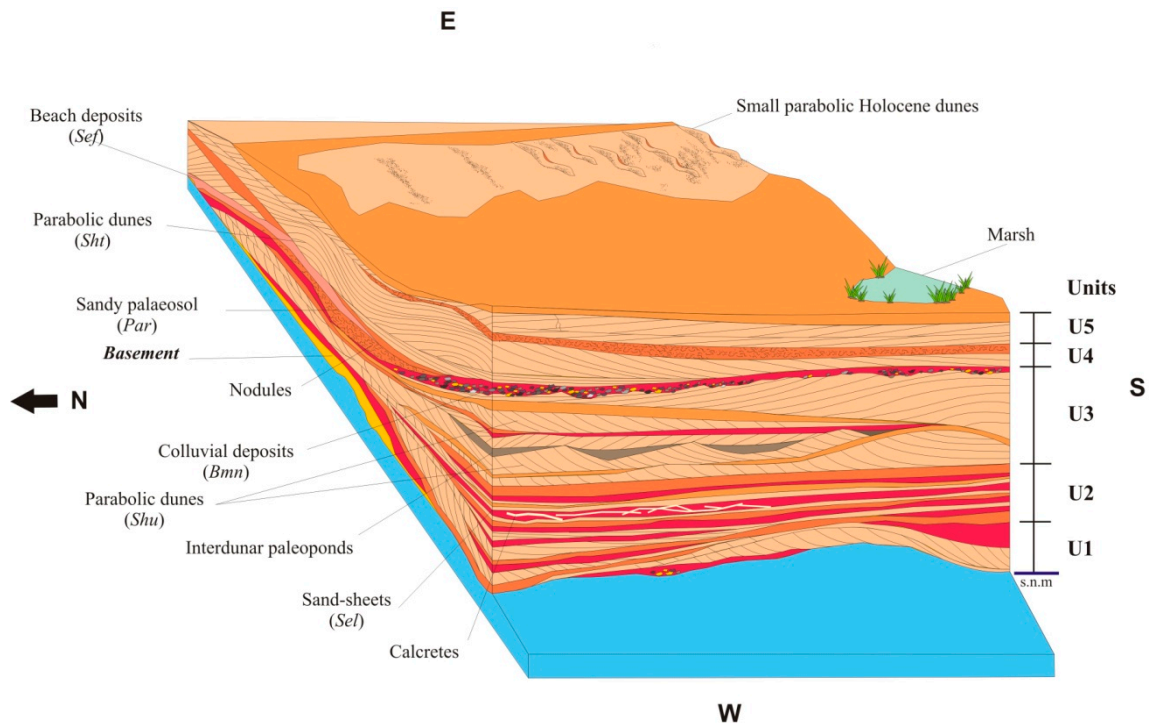 E
Small parabolic Holocene dunes
Beach deposits
(Sef)
Parabolic dunes
(Sht)
Marsh
Sandy palaeosol
(Par)
Units
U5
Basement
U4
Nodules
N
S
U3
Colluvial deposits
(Bmn)
Parabolic dunes
(Shu)
U2
Interdunar paleoponds
U1
s.n.m
Sand-sheets
(Sel)
Calcretes
W